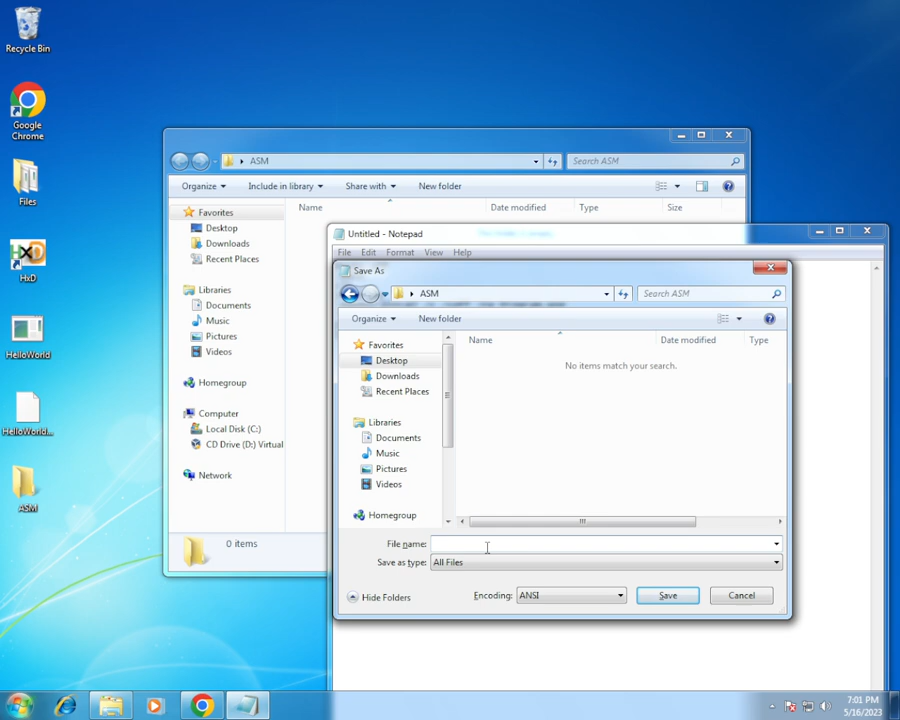 Recycle Bin
Google
Chrome
Files
HxD
HelloWorld
HelloWorld...
ASM
ASM
Search ASM
Organize
Include in library
Share with
New folder
Name
Date modified
Type
Size
Favorites
Desktop
Downloads
Recent Places
Libraries
Documents
Music
Pictures
Videos
Homegroup
Computer
Local Disk (C:)
CD Drive (D:) Virtual
Network
0 items
Untitled - Notepad
File
Edit
Format
View
Help
Save As
ASM
Search ASM
Organize
New folder
Favorites
Desktop
Downloads
Recent Places
Libraries
Documents
Music
Pictures
Videos
Homegroup
Name
Date modified
Type
No items match your search.
File name:
Save as type:
All Files
Hide Folders
Encoding:
ANSI
Save
Cancel
7:01 PM
5/16/2023